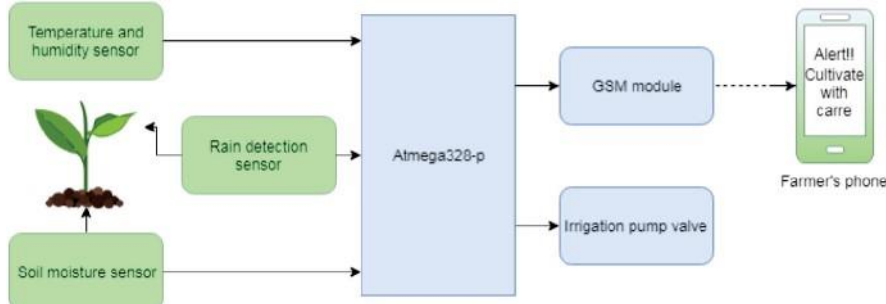 Temperature and
humidity sensor
Rain detection
sensor
Soil moisture sensor
Atmega328-p
GSM module
Irrigation pump valve
Alert!!
Cultivate
with
carre
Farmer's phone